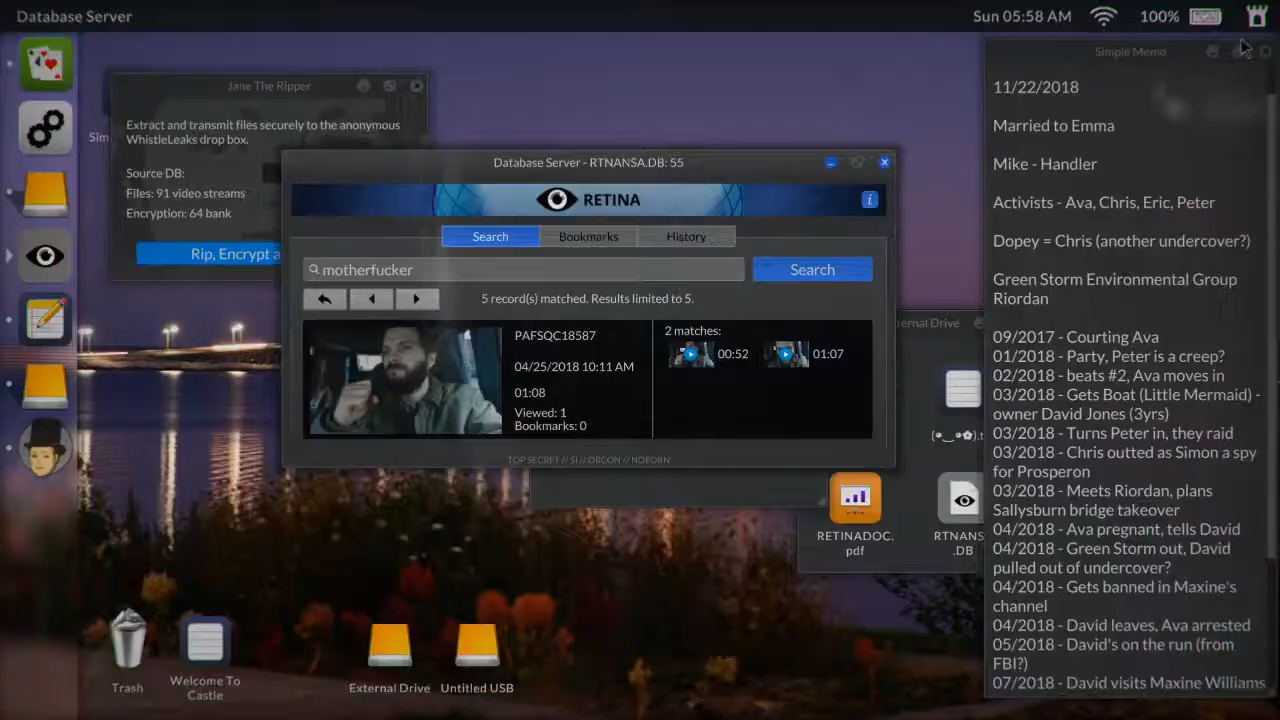 Database Server
Sun 05:58 AM
100%
Simple Memo
11/22/2018
Married to Emma
Mike - Handler
Activists - Ava, Chris, Eric, Peter
Dopey = Chris (another undercover?)
Green Storm Environmental Group
Riordan
09/2017 - Courting Ava
01/2018 - Party, Peter is a creep?
02/2018 - beats #2, Ava moves in
03/2018 - Gets Boat (Little Mermaid) -
owner David Jones (3yrs)
03/2018 - Turns Peter in, they raid
03/2018 - Chris outted as Simon a spy
for Prosperon
03/2018 - Meets Riordan, plans
Sallysburn bridge takeover
04/2018 - Ava pregnant, tells David
04/2018 - Green Storm out, David
pulled out of undercover?
04/2018 - Gets banned in Maxine's
channel
04/2018 - David leaves, Ava arrested
05/2018 - David's on the run (from
FBI?)
07/2018 - David visits Maxine Williams
Jane The Ripper
Extract and transmit files securely to the anonymous
WhistleLeaks drop box.
Source DB:
Files: 91 video streams
Encryption: 64 bank
Rip, Encrypt a
Sim
Database Server - RTNANSA.DB: 55
RETINA
i
Search
Bookmarks
History
motherfucker
Search
5 record(s) matched. Results limited to 5.
PAFSQC18587
04/25/2018 10:11 AM
01:08
Viewed: 1
Bookmarks: 0
2 matches:
00:52
01:07
TOP SECRET // SI // ORCON // NOFORN
ernal Drive
(•‿•✿).t
RETINADOC.
pdf
RTNANS
.DB
Trash
Welcome To
Castle
External Drive
Untitled USB